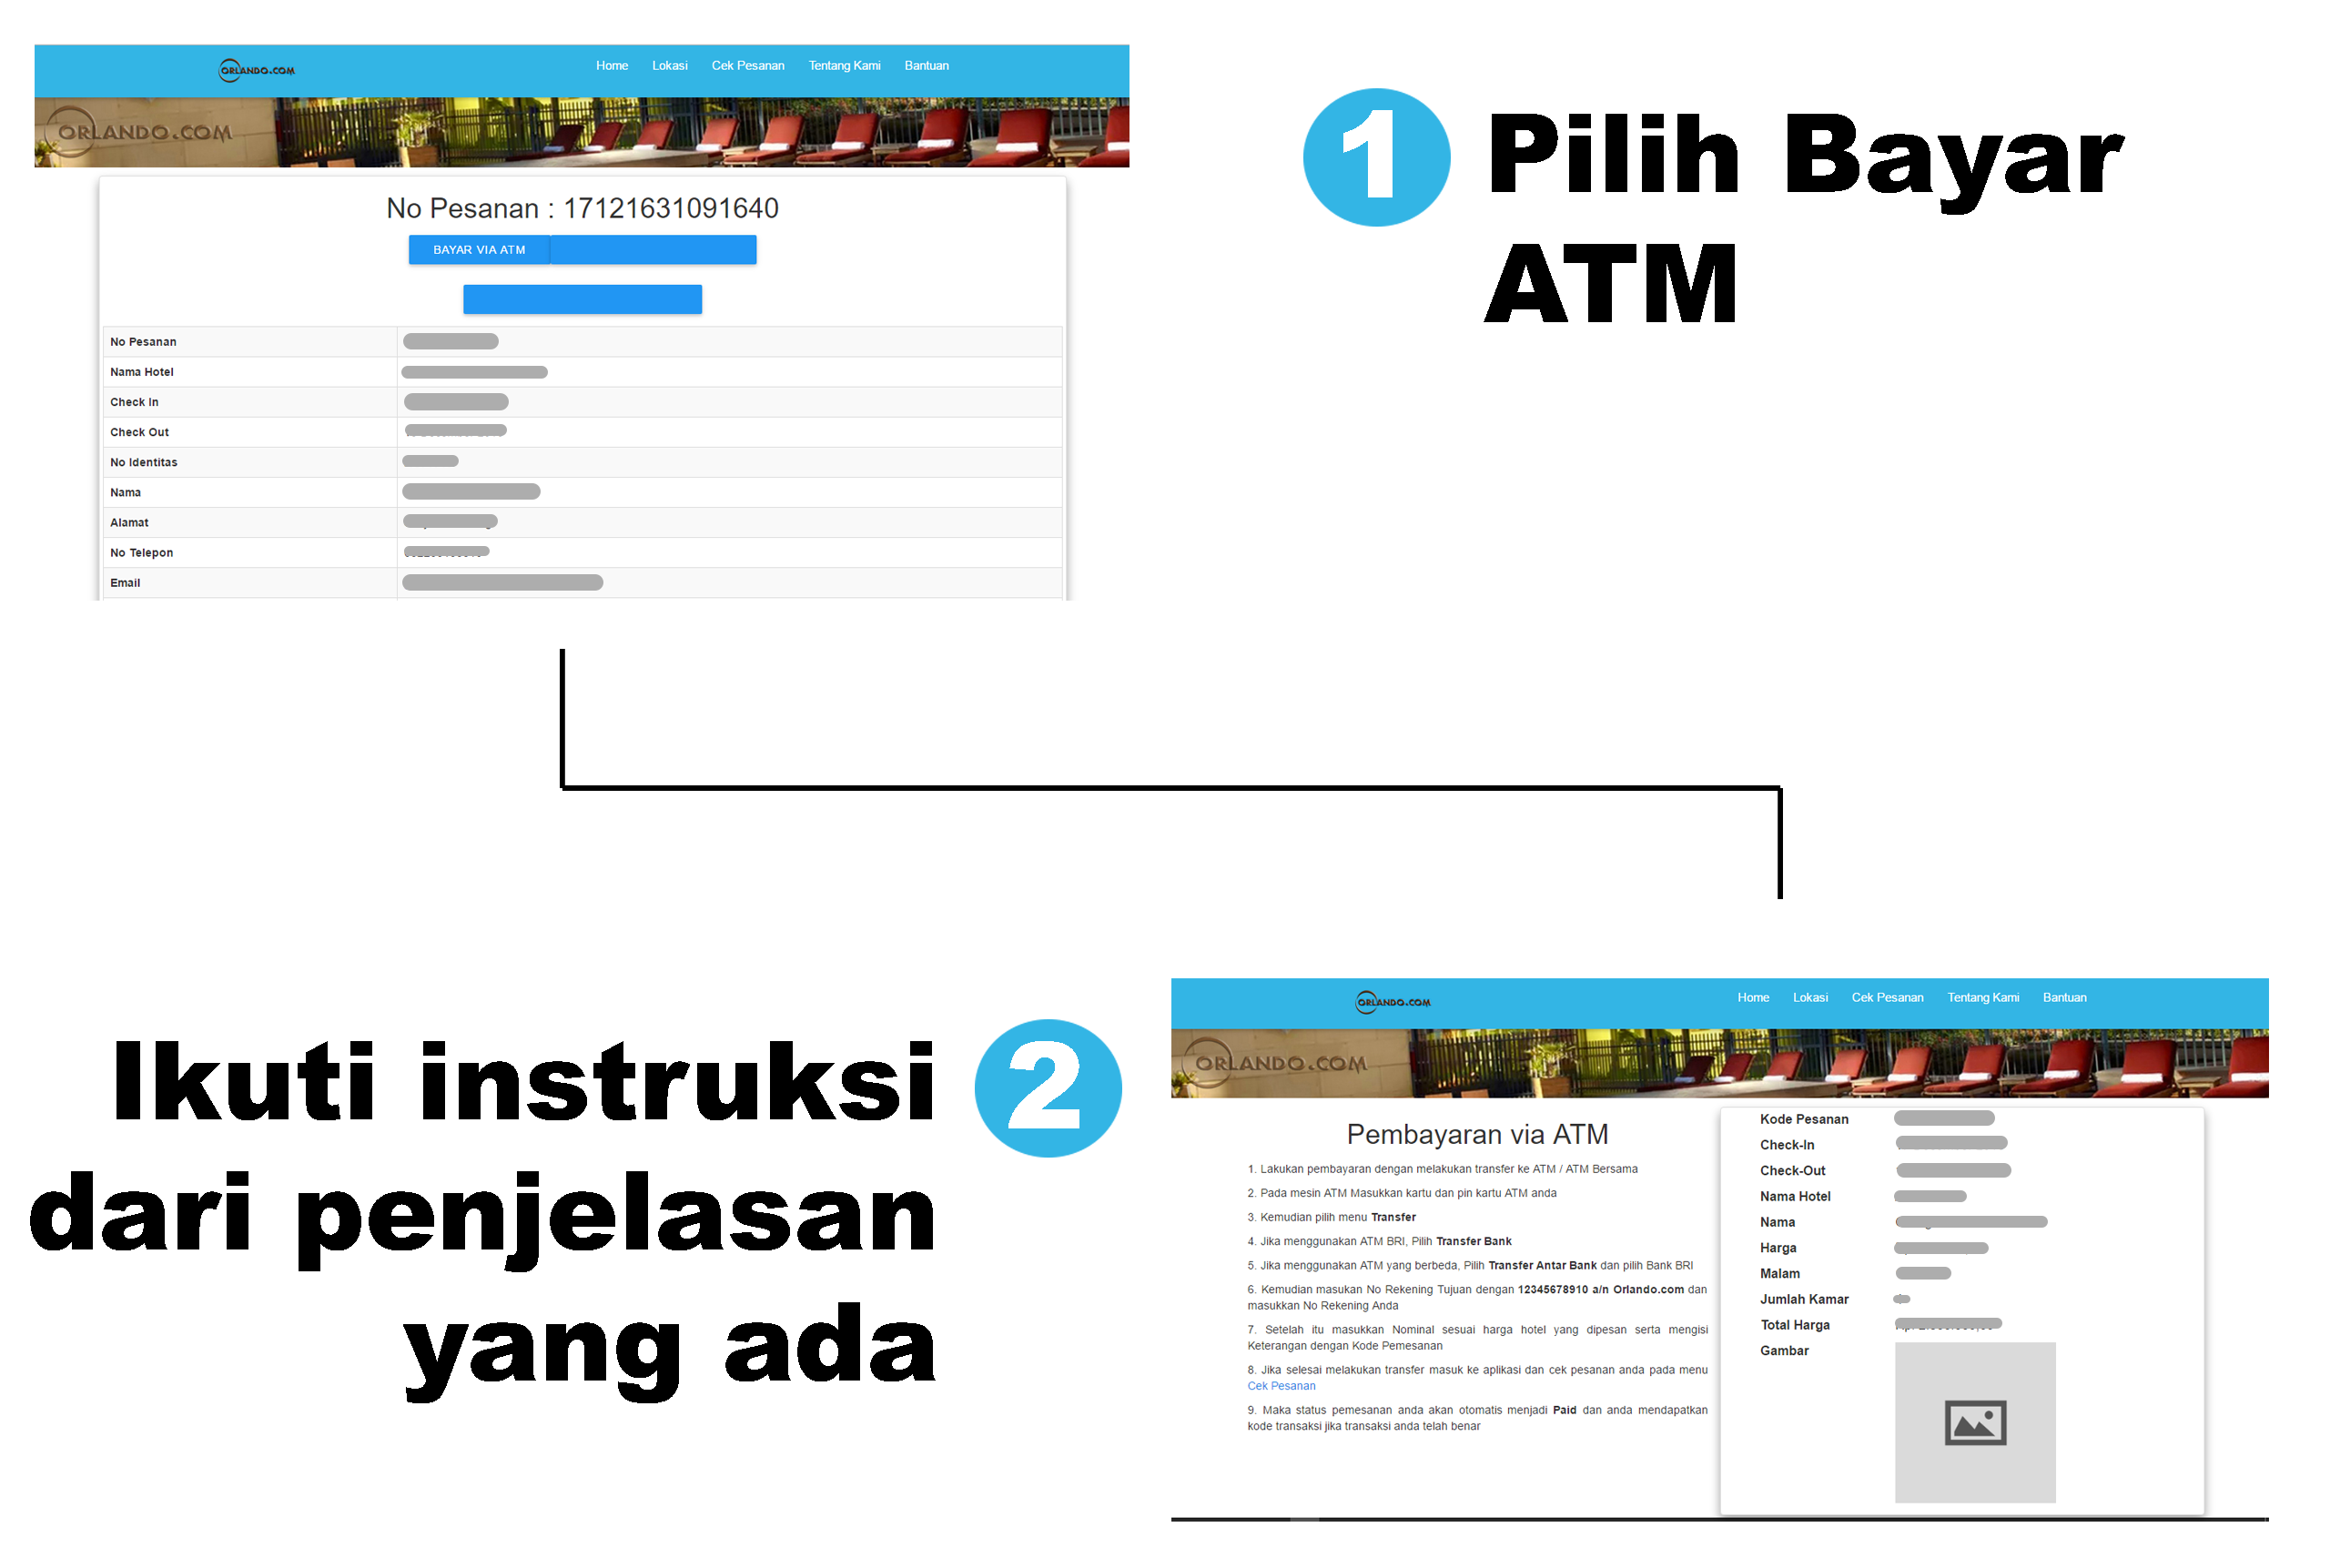 ORLANDO.COM
Home Lokasi Cek Pesanan Tentang Kami Bantuan
ORLANDO.COM
No Pesanan : 17121631091640
BAYAR VIA ATM
No Pesanan
Nama Hotel
Check In
Check Out
No Identitas
Nama
Alamat
No Telepon
Email
1 Pilih Bayar
ATM
Ikuti instruksi 2
dari penjelasan
yang ada
ORLANDO.COM
Home Lokasi Cek Pesanan Tentang Kami Bantuan
ORLANDO.COM
Pembayaran via ATM
1. Lakukan pembayaran dengan melakukan transfer ke ATM / ATM Bersama
2. Pada mesin ATM Masukkan kartu dan pin kartu ATM anda
3. Kemudian pilih menu Transfer
4. Jika menggunakan ATM BRI, Pilih Transfer Bank
5. Jika menggunakan ATM yang berbeda, Pilih Transfer Antar Bank dan pilih Bank BRI
6. Kemudian masukan No Rekening Tujuan dengan 12345678910 a/n Orlando.com dan
masukkan No Rekening Anda
7. Setelah itu masukkan Nominal sesuai harga hotel yang dipesan serta mengisi
Keterangan dengan Kode Pemesanan
8. Jika selesai melakukan transfer masuk ke aplikasi dan cek pesanan anda pada menu
Cek Pesanan
9. Maka status pemesanan anda akan otomatis menjadi Paid dan anda mendapatkan
kode transaksi jika transaksi anda telah benar
Kode Pesanan
Check-In
Check-Out
Nama Hotel
Nama
Harga
Malam
Jumlah Kamar
Total Harga
Gambar